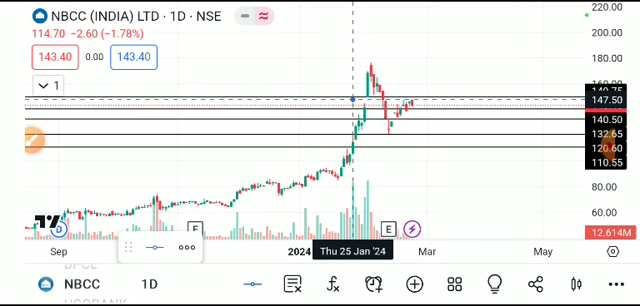 NBCC (INDIA) LTD · 1D · NSE
114.70 −2.60 (−1.78%)
143.40 0.00 143.40
1
220.00
200.00
180.00
160.00
149.75
147.50
140.50
132.65
120.60
110.55
80.00
60.00
12.614M
D E E
Sep 2024 Mar May
Thu 25 Jan '24
BPCL
NBCC 1D